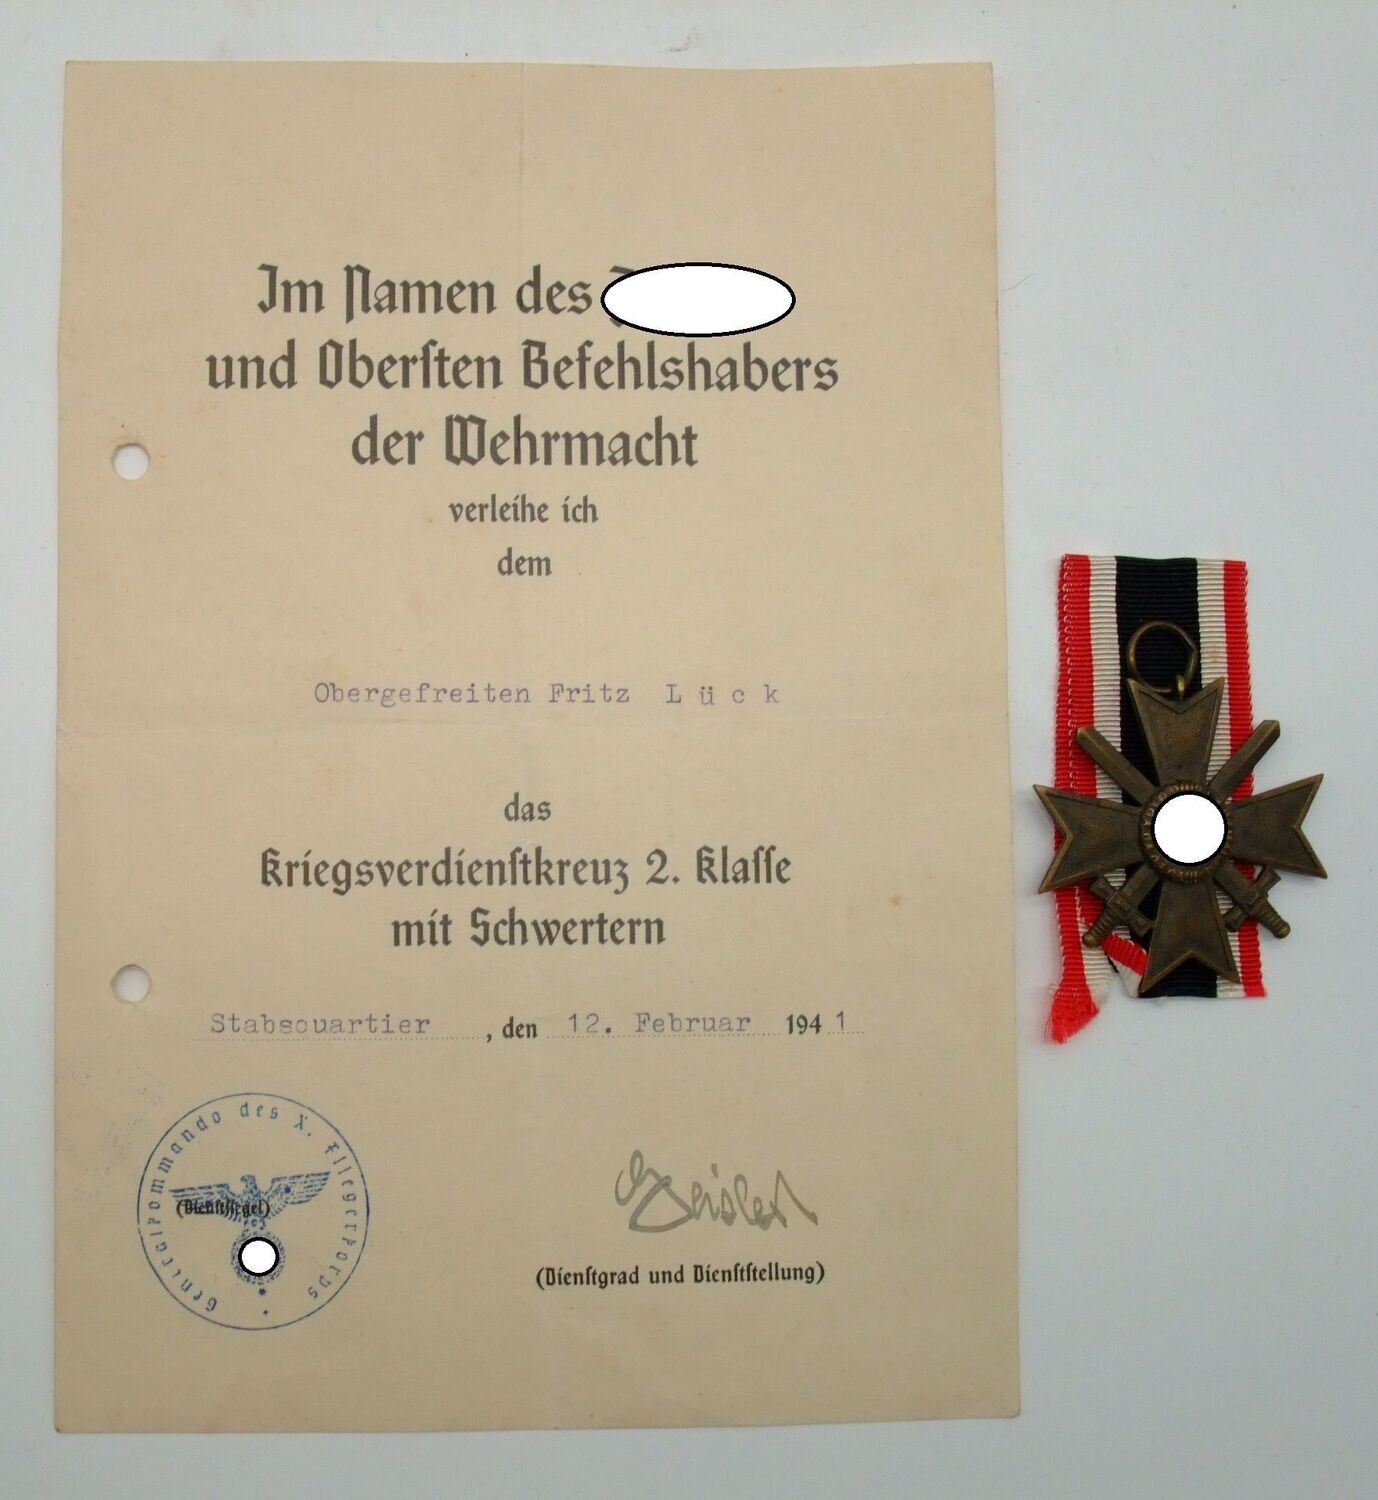 Im Namen des
und Obersten Befehlshabers
der Wehrmacht
verleihe ich
dem
Obergefreiten Fritz Lück
das
Kriegsverdienstkreuz 2. Klasse
mit Schwertern
Stabsquartier, den 12. Februar 1941
Generalkommando des X. Fliegerkorps
(Dienstsiegel)
Geisler
(Dienstgrad und Dienststellung)